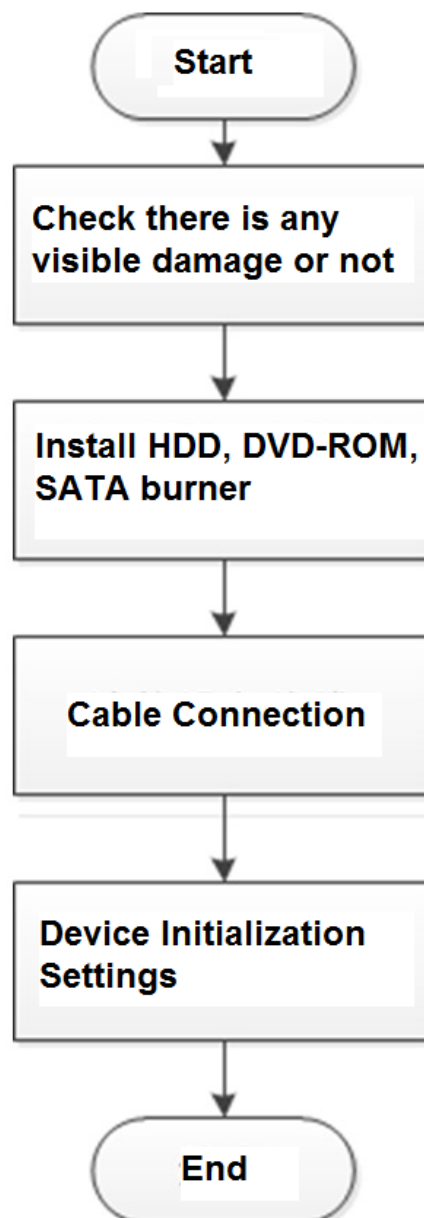 Start
Check there is any
visible damage or not
Install HDD, DVD-ROM,
SATA burner
Cable Connection
Device Initialization
Settings
End